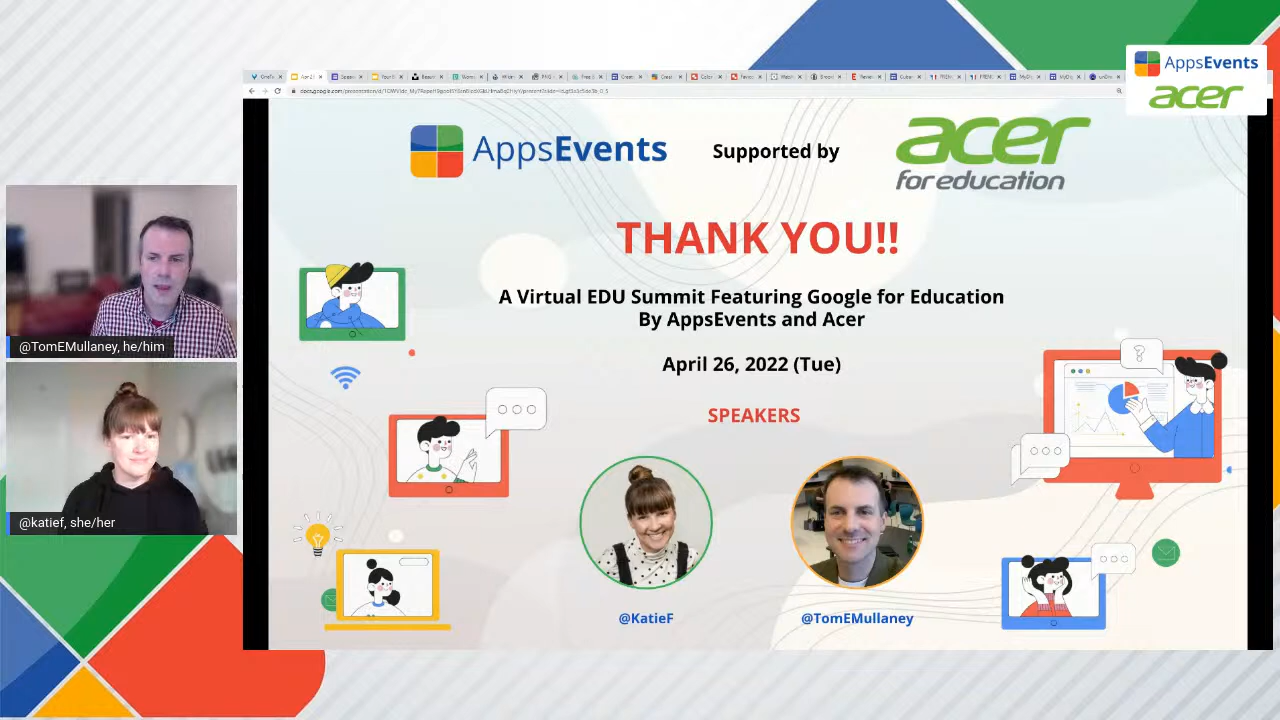 AppsEvents
acer
AppsEvents
Supported by
acer
for education
THANK YOU!!
A Virtual EDU Summit Featuring Google for Education
By AppsEvents and Acer
April 26, 2022 (Tue)
SPEAKERS
@KatieF
@TomEMullaney
@TomEMullaney, he/him
@katief, she/her
?